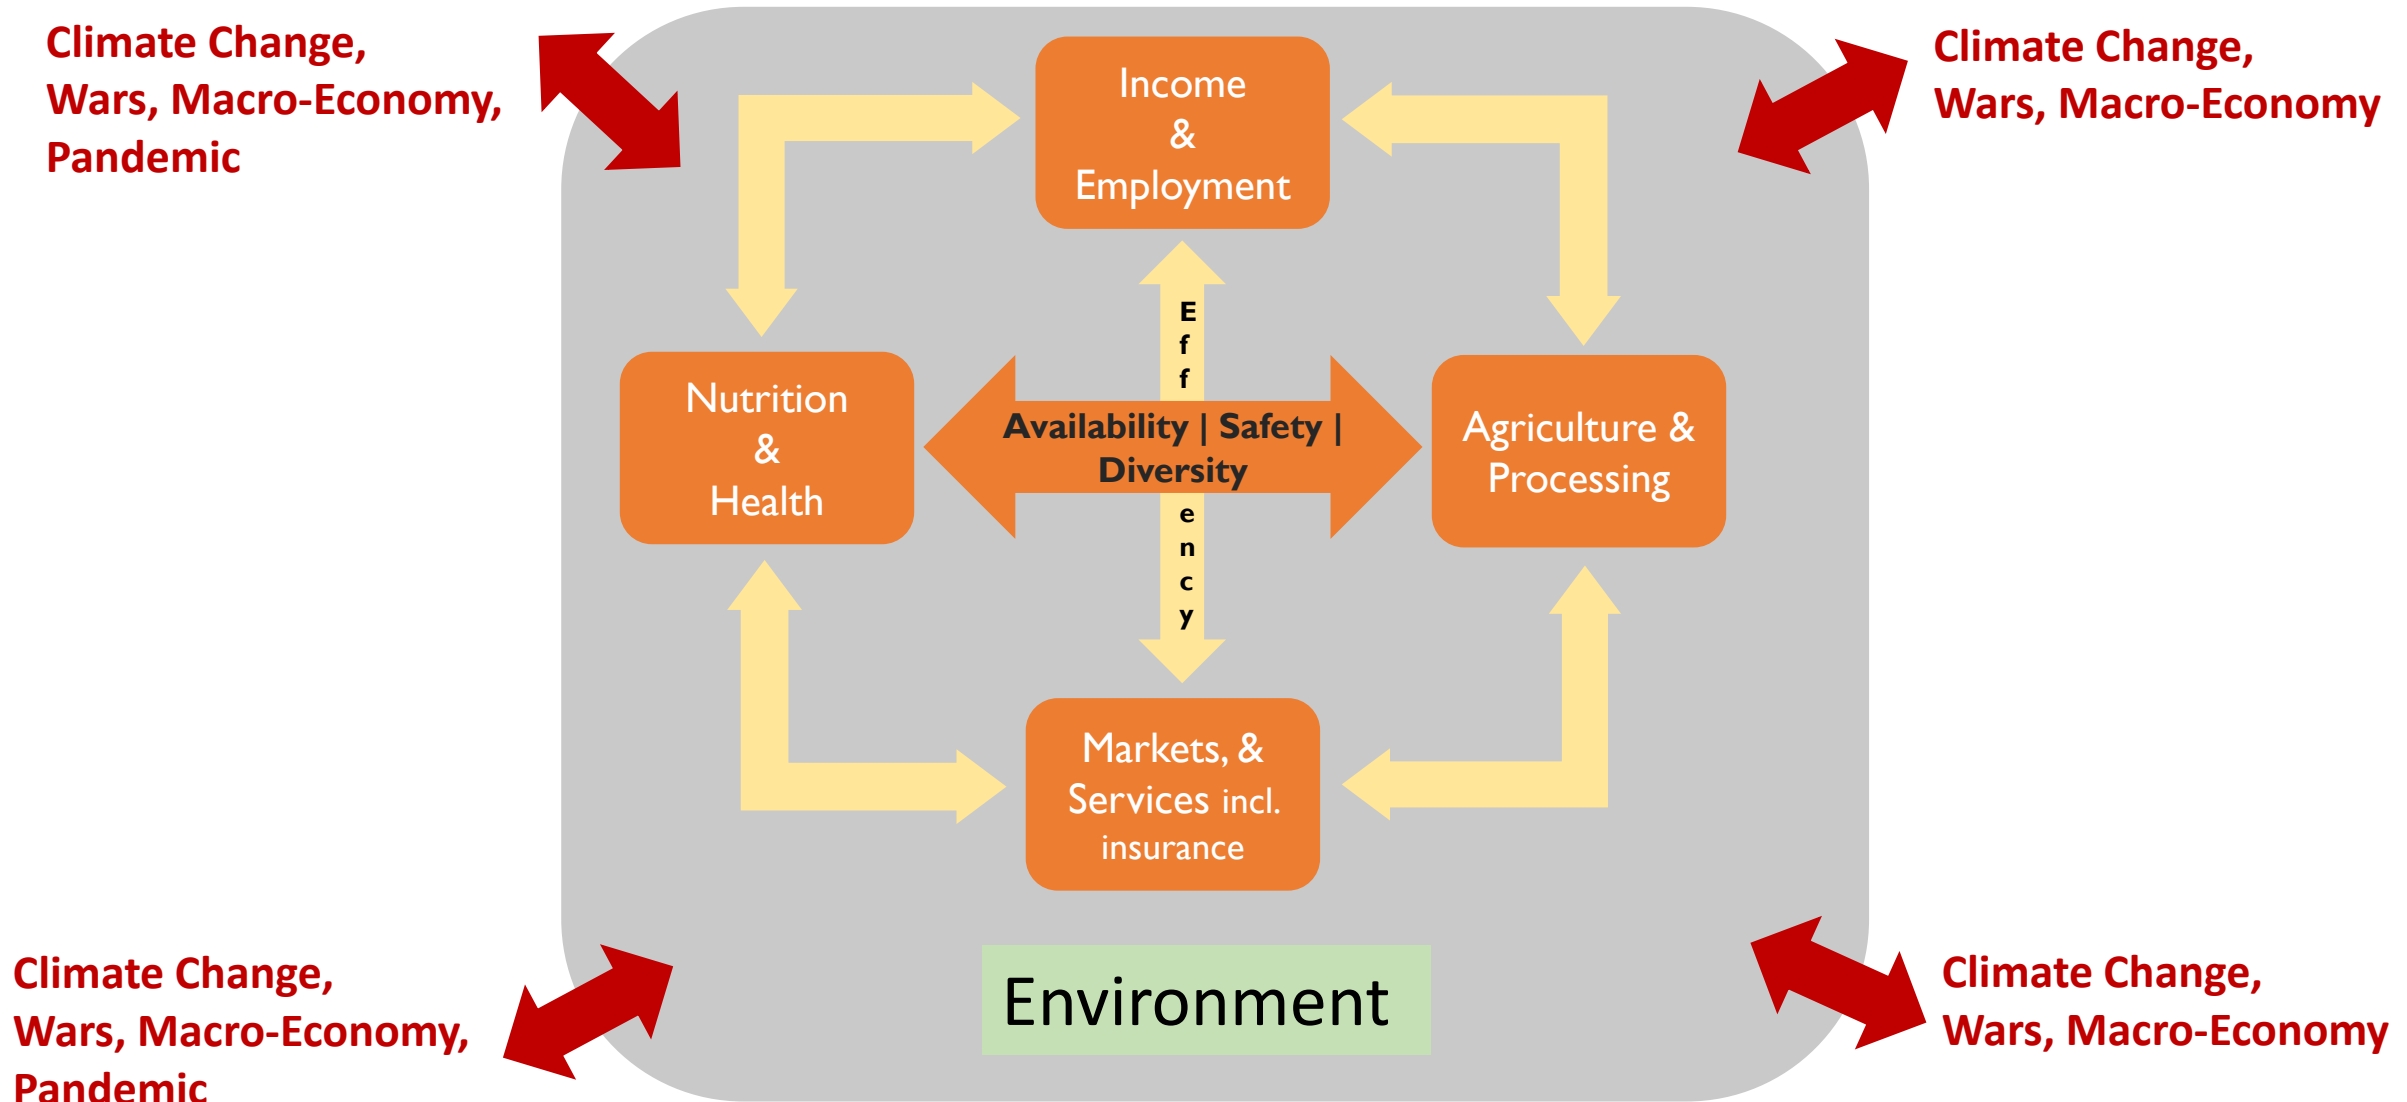 Climate Change,
Wars, Macro-Economy,
Pandemic
Income
&
Employment
Climate Change,
Wars, Macro-Economy
E
f
f
Nutrition
&
Health
Availability | Safety |
Diversity
Agriculture &
Processing
e
n
c
y
Markets, &
Services incl.
insurance
Environment
Climate Change,
Wars, Macro-Economy,
Pandemic
Climate Change,
Wars, Macro-Economy